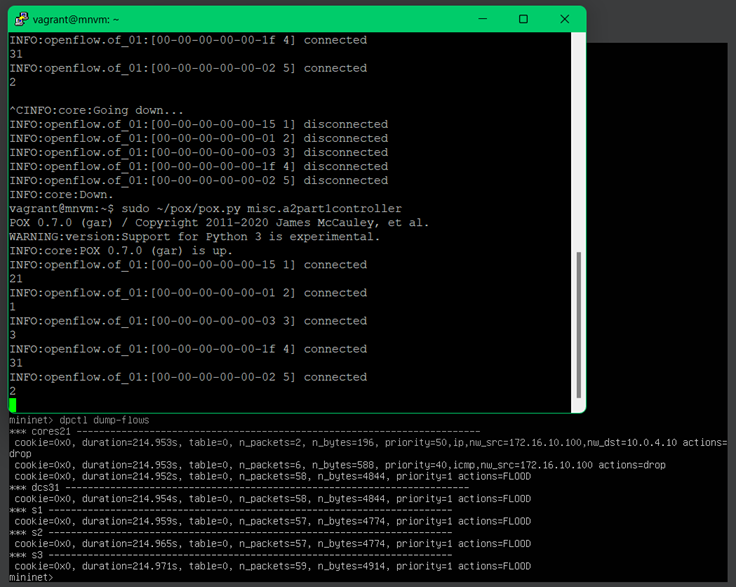 vagrant@mnvm: ~
INFO:openflow.of_01:[00-00-00-00-00-1f 4] connected
31
INFO:openflow.of_01:[00-00-00-00-00-02 5] connected
2
^CINFO:core:Going down...
INFO:openflow.of_01:[00-00-00-00-00-15 1] disconnected
INFO:openflow.of_01:[00-00-00-00-00-01 2] disconnected
INFO:openflow.of_01:[00-00-00-00-00-03 3] disconnected
INFO:openflow.of_01:[00-00-00-00-00-1f 4] disconnected
INFO:openflow.of_01:[00-00-00-00-00-02 5] disconnected
INFO:core:Down.
vagrant@mnvm:~$ sudo ~/pox/pox.py misc.a2part1controller
POX 0.7.0 (gar) / Copyright 2011-2020 James McCauley, et al.
WARNING:version:Support for Python 3 is experimental.
INFO:core:POX 0.7.0 (gar) is up.
INFO:openflow.of_01:[00-00-00-00-00-15 1] connected
21
INFO:openflow.of_01:[00-00-00-00-00-01 2] connected
1
INFO:openflow.of_01:[00-00-00-00-00-03 3] connected
3
INFO:openflow.of_01:[00-00-00-00-00-1f 4] connected
31
INFO:openflow.of_01:[00-00-00-00-00-02 5] connected
2
mininet> dpctl dump-flows
*** cores21 ------------------------------------------------------------------------
cookie=0x0, duration=214.953s, table=0, n_packets=2, n_bytes=196, priority=50,ip,nw_src=172.16.10.100,nw_dst=10.0.4.10 actions=
drop
cookie=0x0, duration=214.953s, table=0, n_packets=6, n_bytes=588, priority=40,icmp,nw_src=172.16.10.100 actions=drop
cookie=0x0, duration=214.952s, table=0, n_packets=58, n_bytes=4844, priority=1 actions=FLOOD
*** dcs31 ------------------------------------------------------------------------
cookie=0x0, duration=214.954s, table=0, n_packets=58, n_bytes=4844, priority=1 actions=FLOOD
*** s1 ------------------------------------------------------------------------
cookie=0x0, duration=214.959s, table=0, n_packets=57, n_bytes=4774, priority=1 actions=FLOOD
*** s2 ------------------------------------------------------------------------
cookie=0x0, duration=214.965s, table=0, n_packets=57, n_bytes=4774, priority=1 actions=FLOOD
*** s3 ------------------------------------------------------------------------
cookie=0x0, duration=214.971s, table=0, n_packets=59, n_bytes=4914, priority=1 actions=FLOOD
mininet>